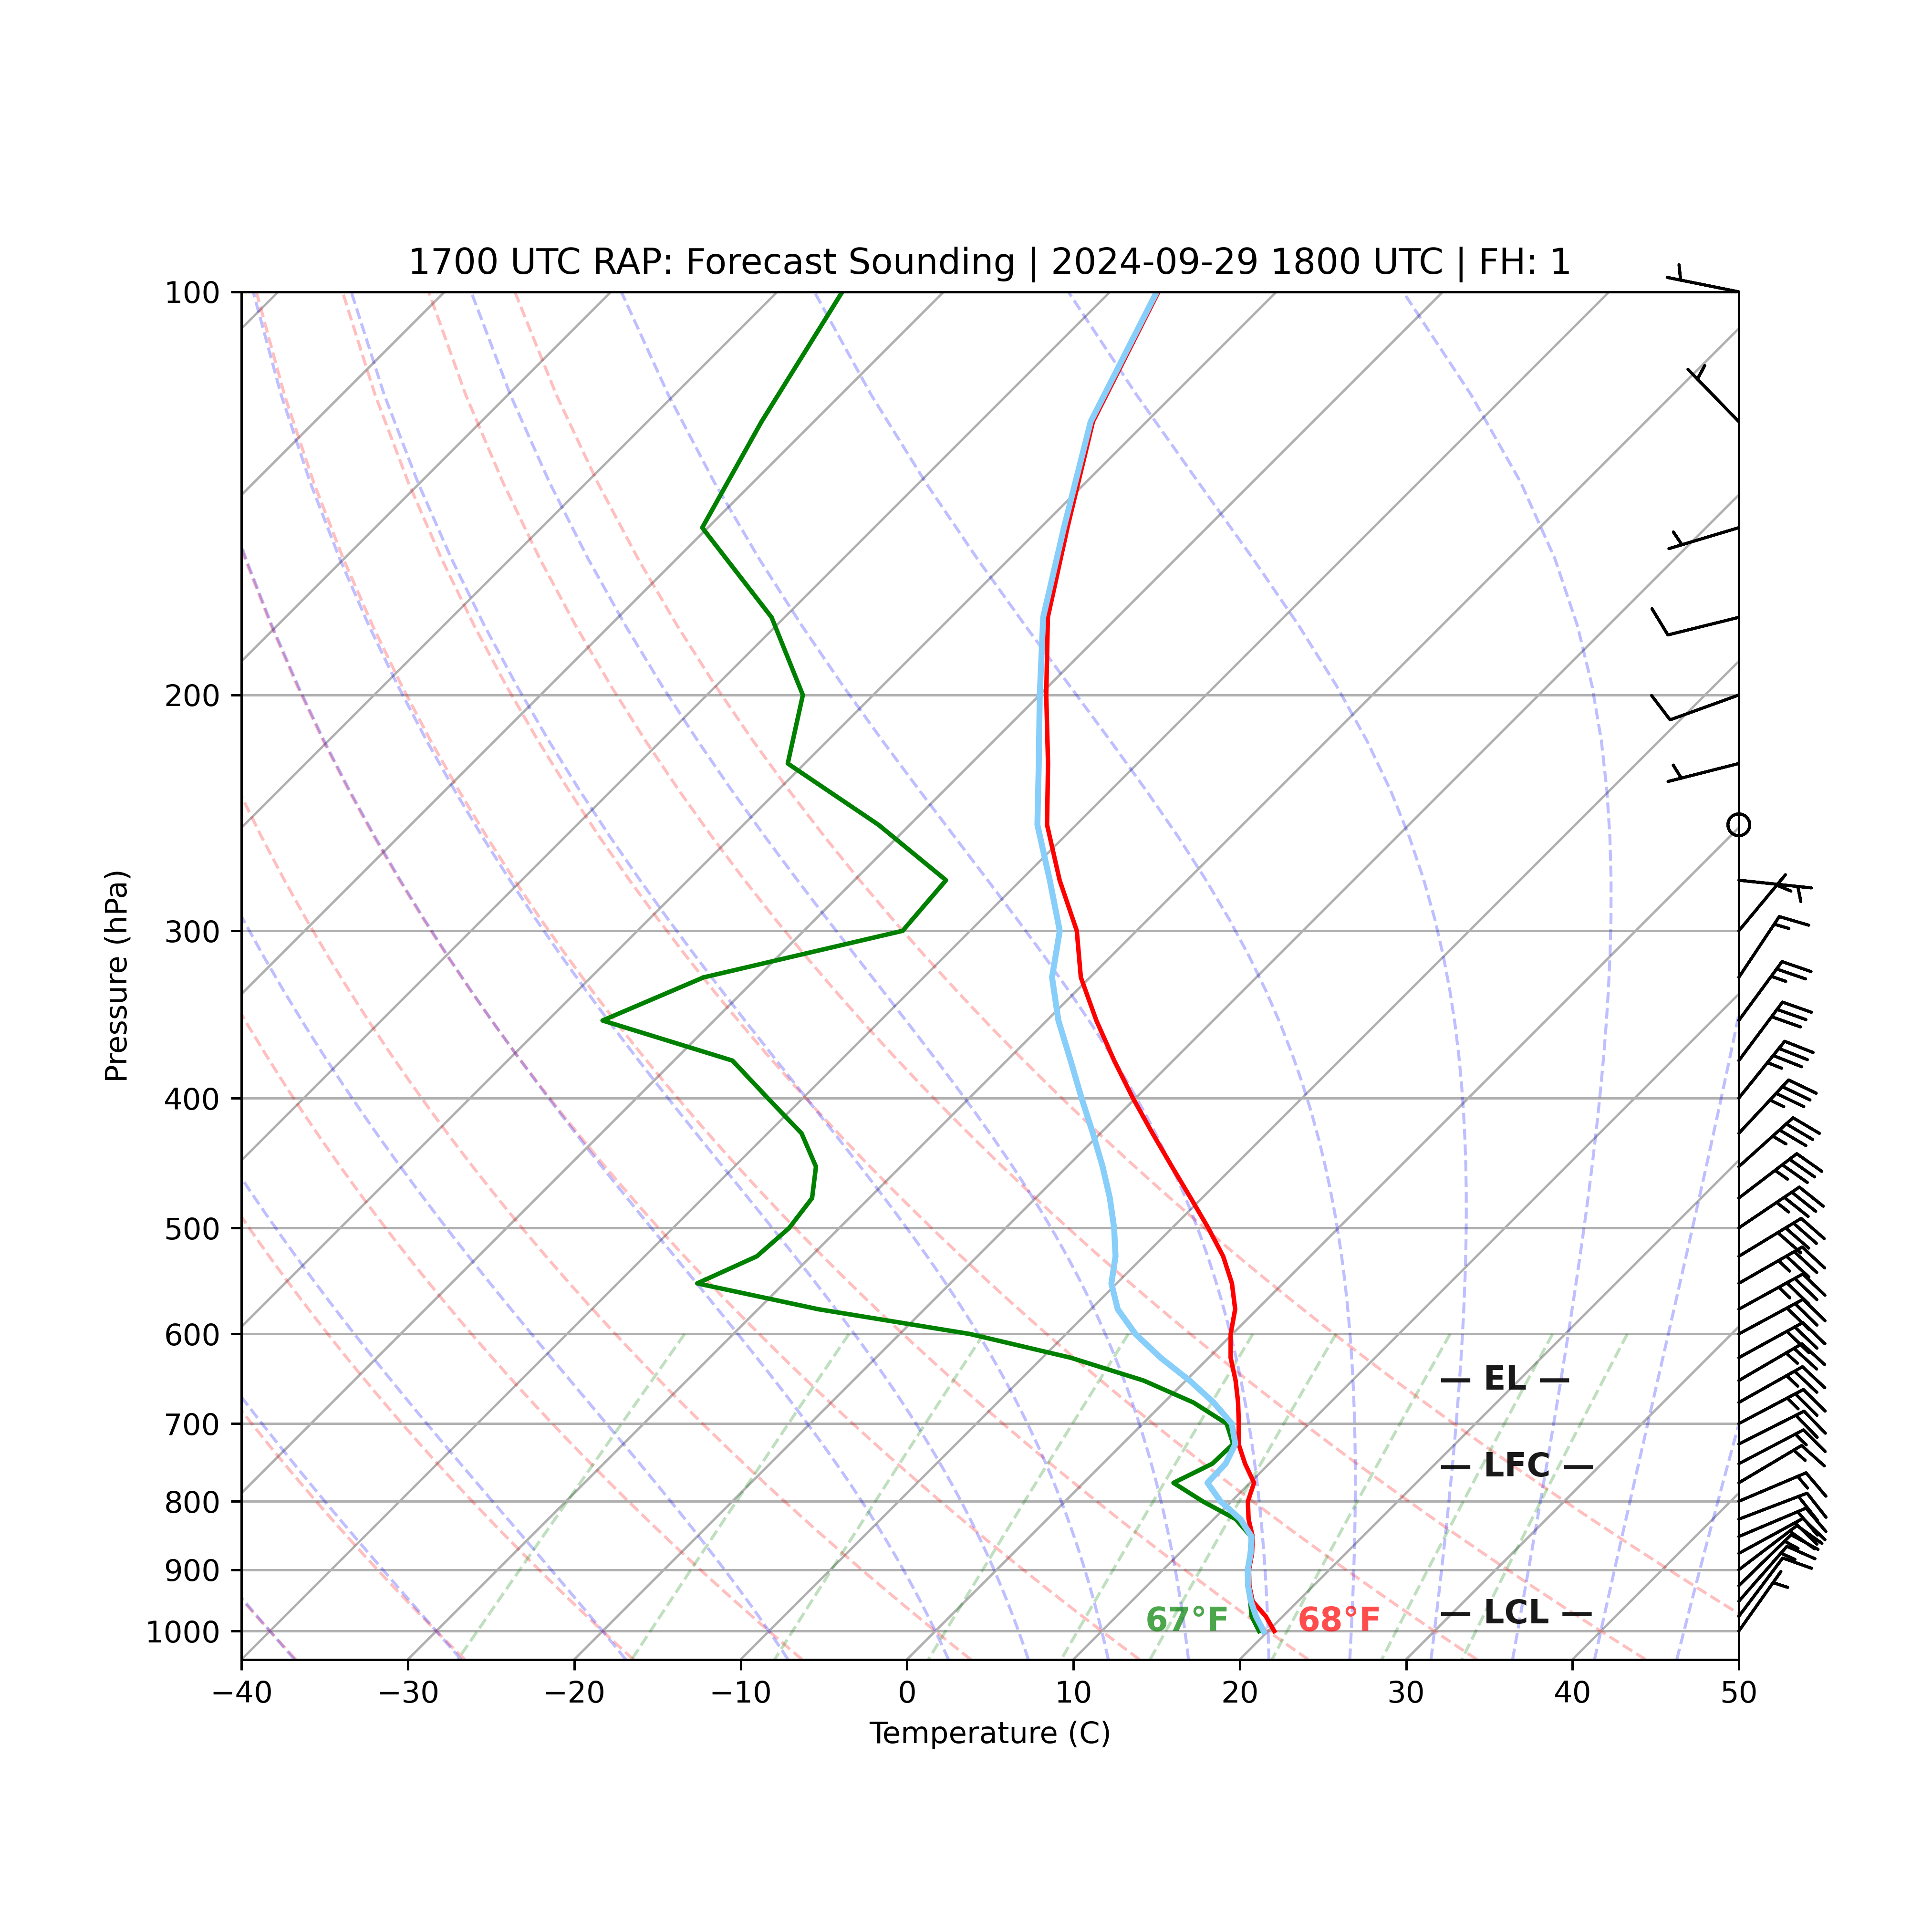 1700 UTC RAP: Forecast Sounding | 2024-09-29 1800 UTC | FH: 1
100
200
300
400
500
600
700
800
900
1000
Pressure (hPa)
— EL —
— LFC —
— LCL —
67°F 68°F
−40 −30 −20 −10 0 10 20 30 40 50
Temperature (C)